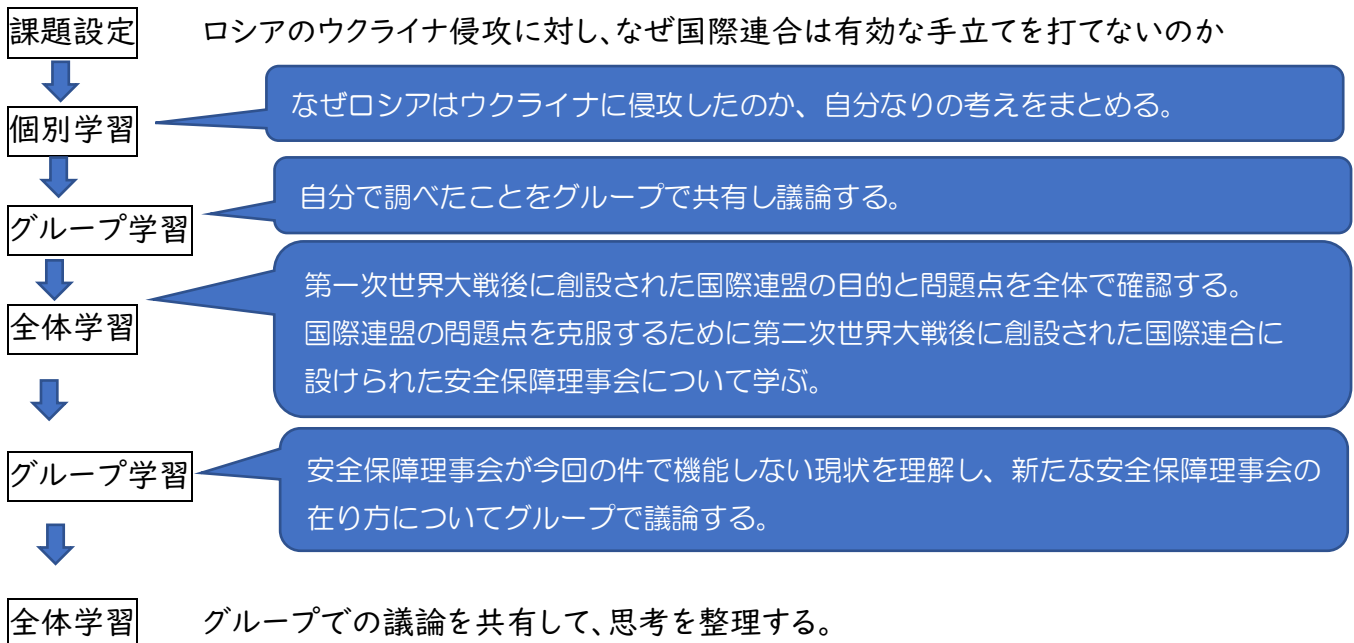 課題設定 ロシアのウクライナ侵攻に対し、なぜ国際連合は有効な手立てを打てないのか
個別学習 なぜロシアはウクライナに侵攻したのか、自分なりの考えをまとめる。
グループ学習 自分で調べたことをグループで共有し議論する。
全体学習 第一次世界大戦後に創設された国際連盟の目的と問題点を全体で確認する。
国際連盟の問題点を克服するために第二次世界大戦後に創設された国際連合に
設けられた安全保障理事会について学ぶ。
グループ学習 安全保障理事会が今回の件で機能しない現状を理解し、新たな安全保障理事会の
在り方についてグループで議論する。
全体学習 グループでの議論を共有して、思考を整理する。